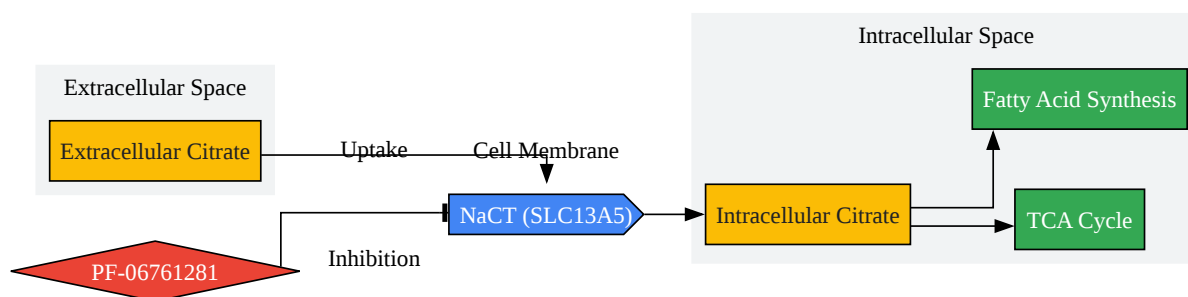 Intracellular Space
Extracellular Space
Fatty Acid Synthesis
Extracellular Citrate
Uptake
Cell Membrane
NaCT (SLC13A5)
Intracellular Citrate
TCA Cycle
Inhibition
PF-06761281